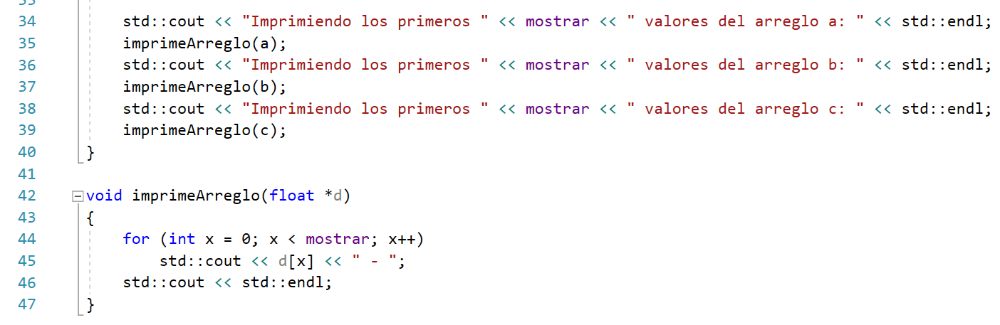 33
34 std::cout << "Imprimiendo los primeros " << mostrar << " valores del arreglo a: " << std::endl;
35 imprimeArreglo(a);
36 std::cout << "Imprimiendo los primeros " << mostrar << " valores del arreglo b: " << std::endl;
37 imprimeArreglo(b);
38 std::cout << "Imprimiendo los primeros " << mostrar << " valores del arreglo c: " << std::endl;
39 imprimeArreglo(c);
40 }
41
42 void imprimeArreglo(float *d)
43 {
44 for (int x = 0; x < mostrar; x++)
45 std::cout << d[x] << " - ";
46 std::cout << std::endl;
47 }